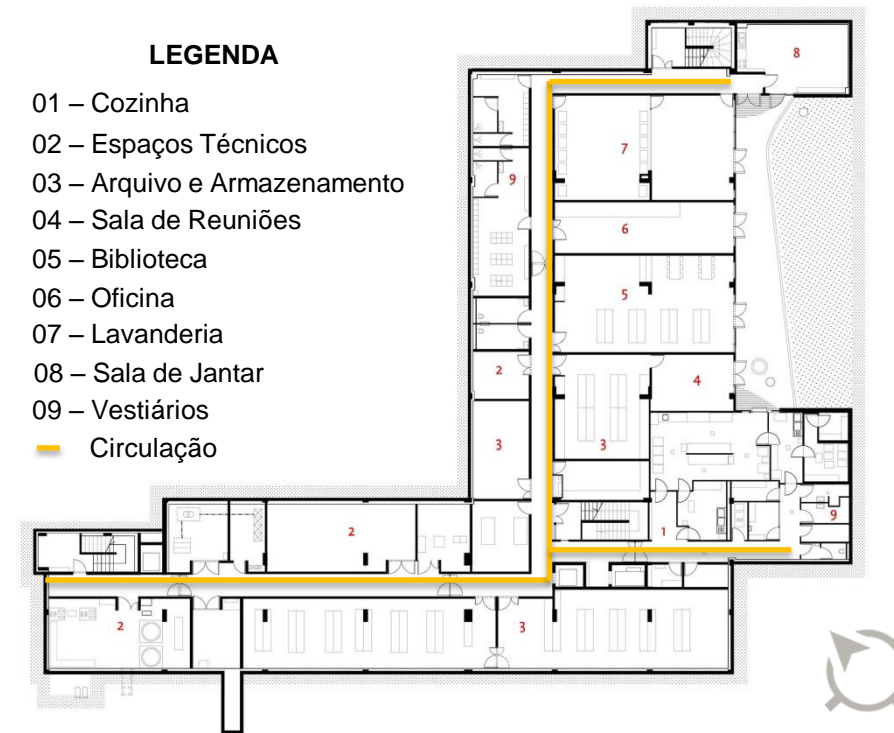 LEGENDA
01 – Cozinha
02 – Espaços Técnicos
03 – Arquivo e Armazenamento
04 – Sala de Reuniões
05 – Biblioteca
06 – Oficina
07 – Lavanderia
08 – Sala de Jantar
09 – Vestiários
Circulação
8
7
9
6
5
2
4
3
3
2
1
9
2
3